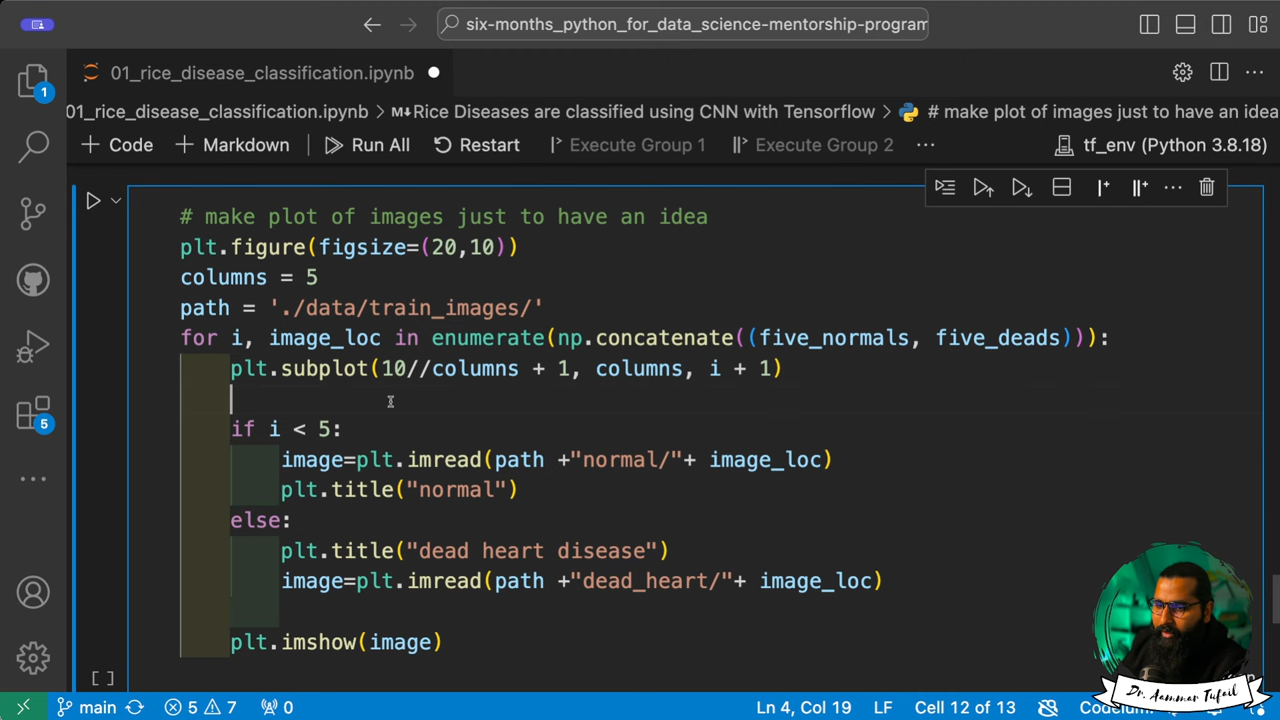 six-months_python_for_data_science-mentorship-program
01_rice_disease_classification.ipynb
1
01_rice_disease_classification.ipynb > M↓Rice Diseases are classified using CNN with Tensorflow > # make plot of images just to have an idea
+ Code + Markdown Run All Restart Execute Group 1 Execute Group 2 ... tf_env (Python 3.8.18)
# make plot of images just to have an idea
plt.figure(figsize=(20,10))
columns = 5
path = './data/train_images/'
for i, image_loc in enumerate(np.concatenate((five_normals, five_deads))):
plt.subplot(10//columns + 1, columns, i + 1)
5
if i < 5:
image=plt.imread(path +"normal/"+ image_loc)
plt.title("normal")
else:
plt.title("dead heart disease")
image=plt.imread(path +"dead_heart/"+ image_loc)
plt.imshow(image)
[ ]
Dr. Aammar Tufail
main 5 7 0 Ln 4, Col 19 LF Cell 12 of 13